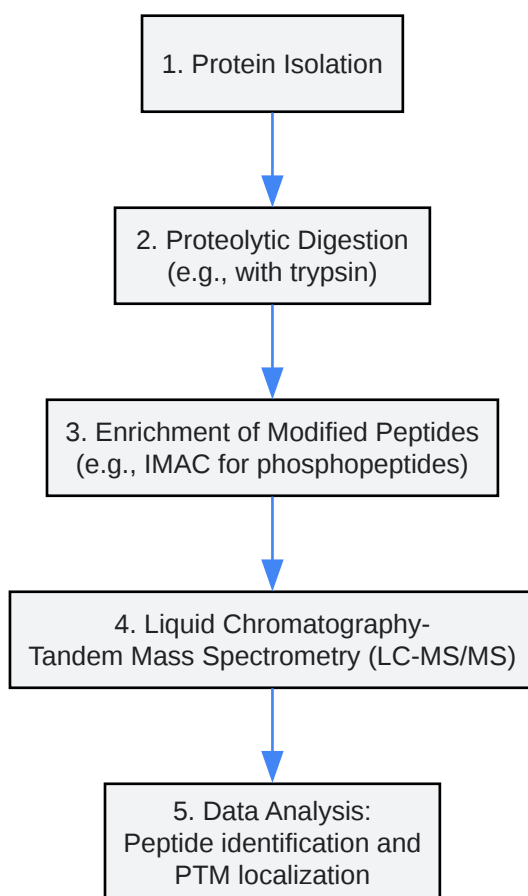 1. Protein Isolation
2. Proteolytic Digestion
(e.g., with trypsin)
3. Enrichment of Modified Peptides
(e.g., IMAC for phosphopeptides)
4. Liquid Chromatography-
Tandem Mass Spectrometry (LC-MS/MS)
5. Data Analysis:
Peptide identification and
PTM localization